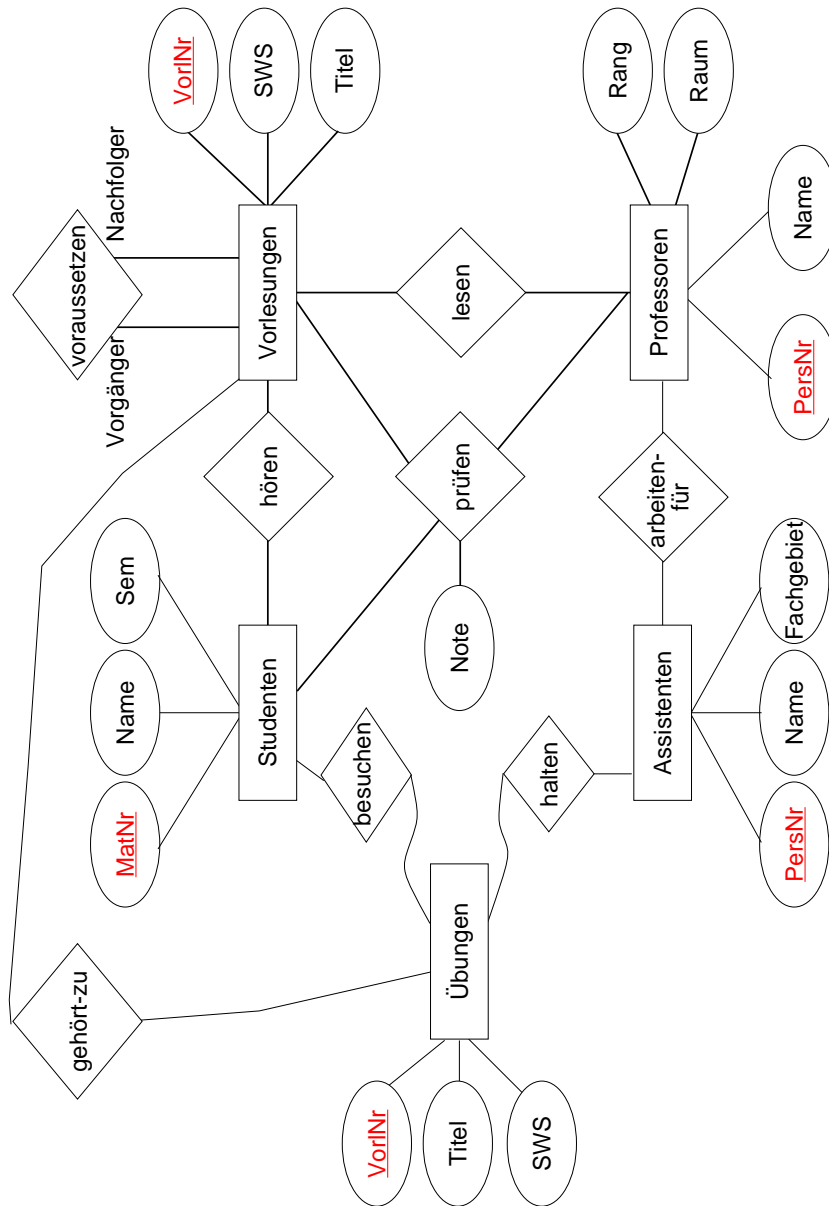 gehört-zu
voraussetzen
MatNr
Name
Sem
Vorgänger
Nachfolger
VorlNr
Studenten
hören
Vorlesungen
SWS
Titel
besuchen
VorlNr
Titel
Übungen
Note
prüfen
lesen
SWS
halten
Rang
arbeiten-
für
Assistenten
Professoren
Raum
PersNr
Name
Fachgebiet
PersNr
Name